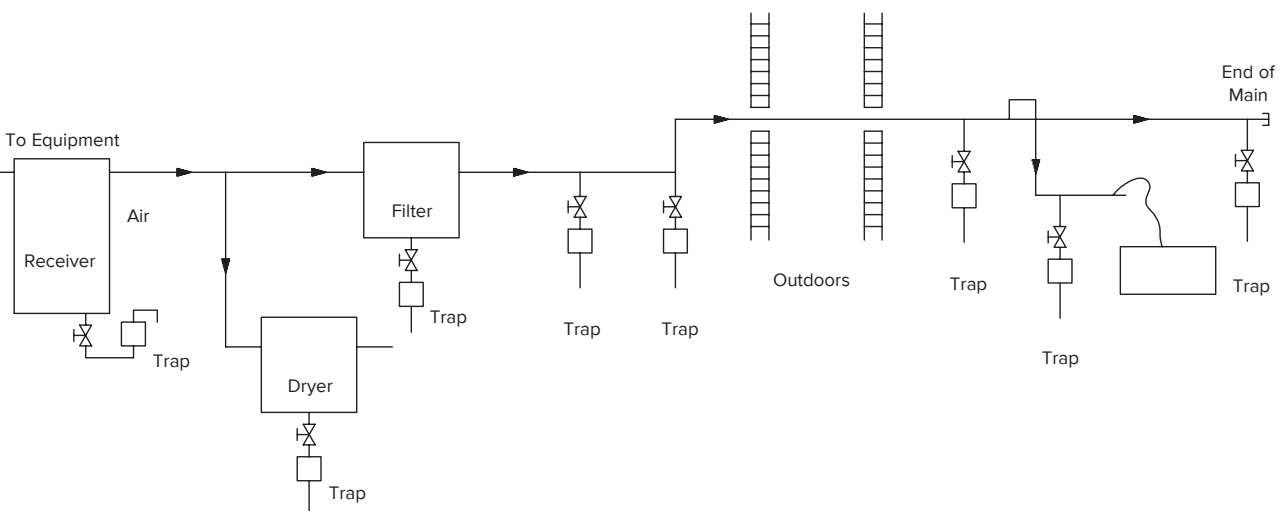 End of
Main
To Equipment
Air
Filter
Receiver
Outdoors
Trap
Trap
Trap
Trap
Trap
Trap
Trap
Dryer
Trap